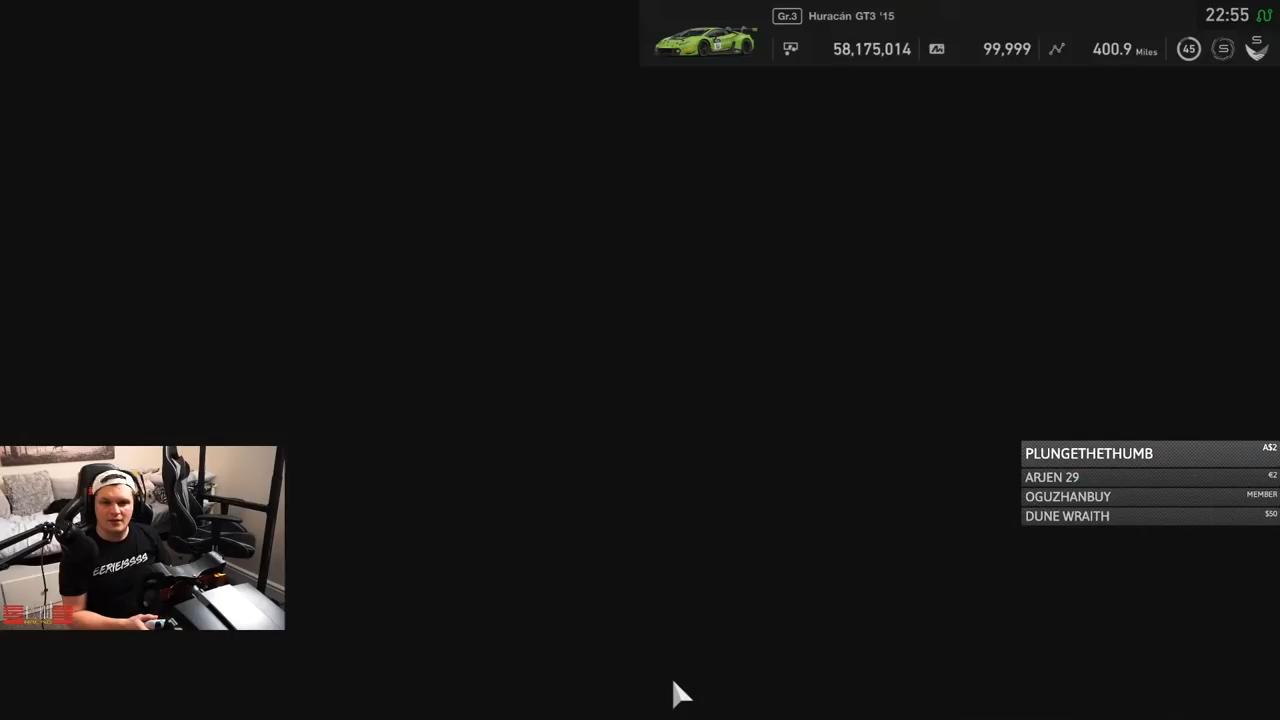 Gr.3 Huracán GT3 '15
22:55
58,175,014
99,999
400.9 Miles
45
S
S
PLUNGETHETHUMB A$2
ARJEN 29 €2
OGUZHANBUY MEMBER
DUNE WRAITH $50
EERIEISSSS